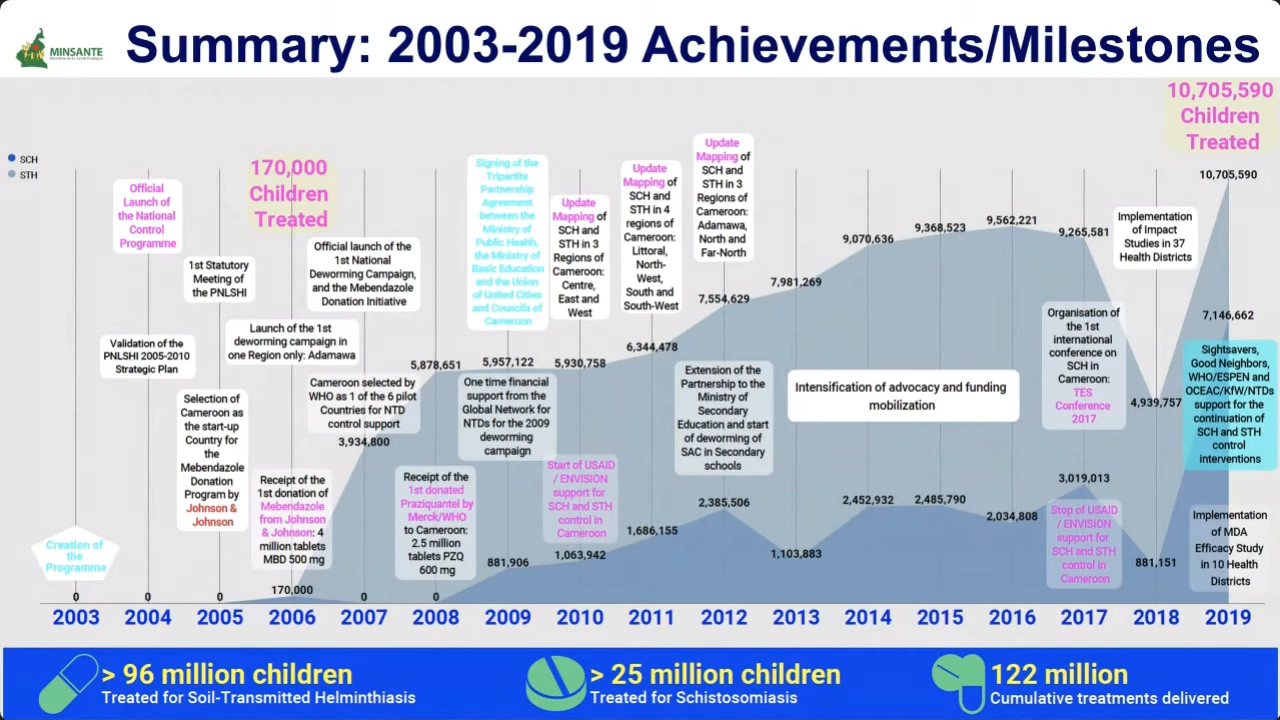 MINSANTE
Summary: 2003-2019 Achievements/Milestones
10,705,590
Children
Treated
SCH
STH
Official
Launch of
the National
Control
Programme
170,000
Children
Treated
Signing of the
Tripartite
Partnership
Agreement
between the
Ministry of
Public Health,
the Ministry of
Basic Education
and the Union
of United Cities
and Councils of
Cameroon
Update
Mapping of
SCH and
STH in 3
Regions of
Cameroon:
Centre,
East and
West
Update
Mapping of
SCH and
STH in 4
regions of
Cameroon:
Littoral,
North-
West,
South and
South-West
Update
Mapping of
SCH and
STH in 3
Regions of
Cameroon:
Adamawa,
North and
Far-North
Implementation
of Impact
Studies in 37
Health Districts
1st Statutory
Meeting of
the PNLSHI
Official launch of the
1st National
Deworming Campaign,
and the Mebendazole
Donation Initiative
Validation of the
PNLSHI 2005-2010
Strategic Plan
Launch of the 1st
deworming campaign in
one Region only: Adamawa
Cameroon selected by
WHO as 1 of the 6 pilot
Countries for NTD
control support
One time financial
support from the
Global Network for
NTDs for the 2009
deworming
campaign
Extension of the
Partnership to the
Ministry of
Secondary
Education and start
of deworming of
SAC in Secondary
schools
Intensification of advocacy and funding
mobilization
Organisation of
the 1st
international
conference on
SCH in
Cameroon:
TES
Conference
2017
Sightsavers,
Good Neighbors,
WHO/ESPEN and
OCEAC/KfW/NTDs
support for the
continuation of
SCH and STH
control
interventions
Selection of
Cameroon as
the start-up
Country for
the
Mebendazole
Donation
Program by
Johnson &
Johnson
Receipt of the
1st donation of
Mebendazole
from Johnson
& Johnson: 4
million tablets
MBD 500 mg
Receipt of the
1st donated
Praziquantel by
Merck/WHO
to Cameroon:
2.5 million
tablets PZQ
600 mg
Start of USAID
/ ENVISION
support for
SCH and STH
control in
Cameroon
Stop of USAID
/ ENVISION
support for
SCH and STH
control in
Cameroon
Implementation
of MDA
Efficacy Study
in 10 Health
Districts
Creation of
the
Programme
3,934,800
5,878,651
5,957,122
5,930,758
6,344,478
7,554,629
7,981,269
9,070,636
9,368,523
9,562,221
9,265,581
4,939,757
10,705,590
0
0
0
170,000
0
0
881,906
1,063,942
1,686,155
2,385,506
1,103,883
2,452,932
2,485,790
2,034,808
3,019,013
881,151
7,146,662
2003 2004 2005 2006 2007 2008 2009 2010 2011 2012 2013 2014 2015 2016 2017 2018 2019
> 96 million children
Treated for Soil-Transmitted Helminthiasis
> 25 million children
Treated for Schistosomiasis
122 million
Cumulative treatments delivered